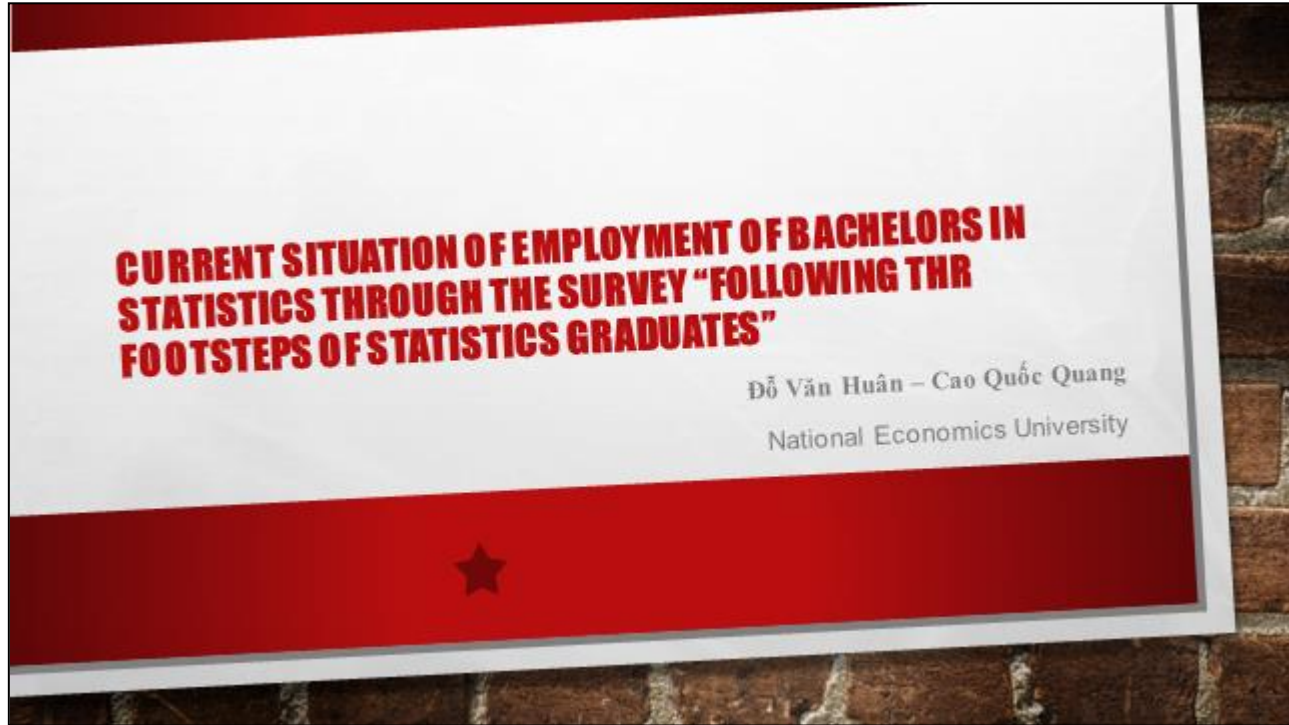 CURRENT SITUATION OF EMPLOYMENT OF BACHELORS IN
STATISTICS THROUGH THE SURVEY “FOLLOWING THR
FOOTSTEPS OF STATISTICS GRADUATES”
Đỗ Văn Huân – Cao Quốc Quang
National Economics University